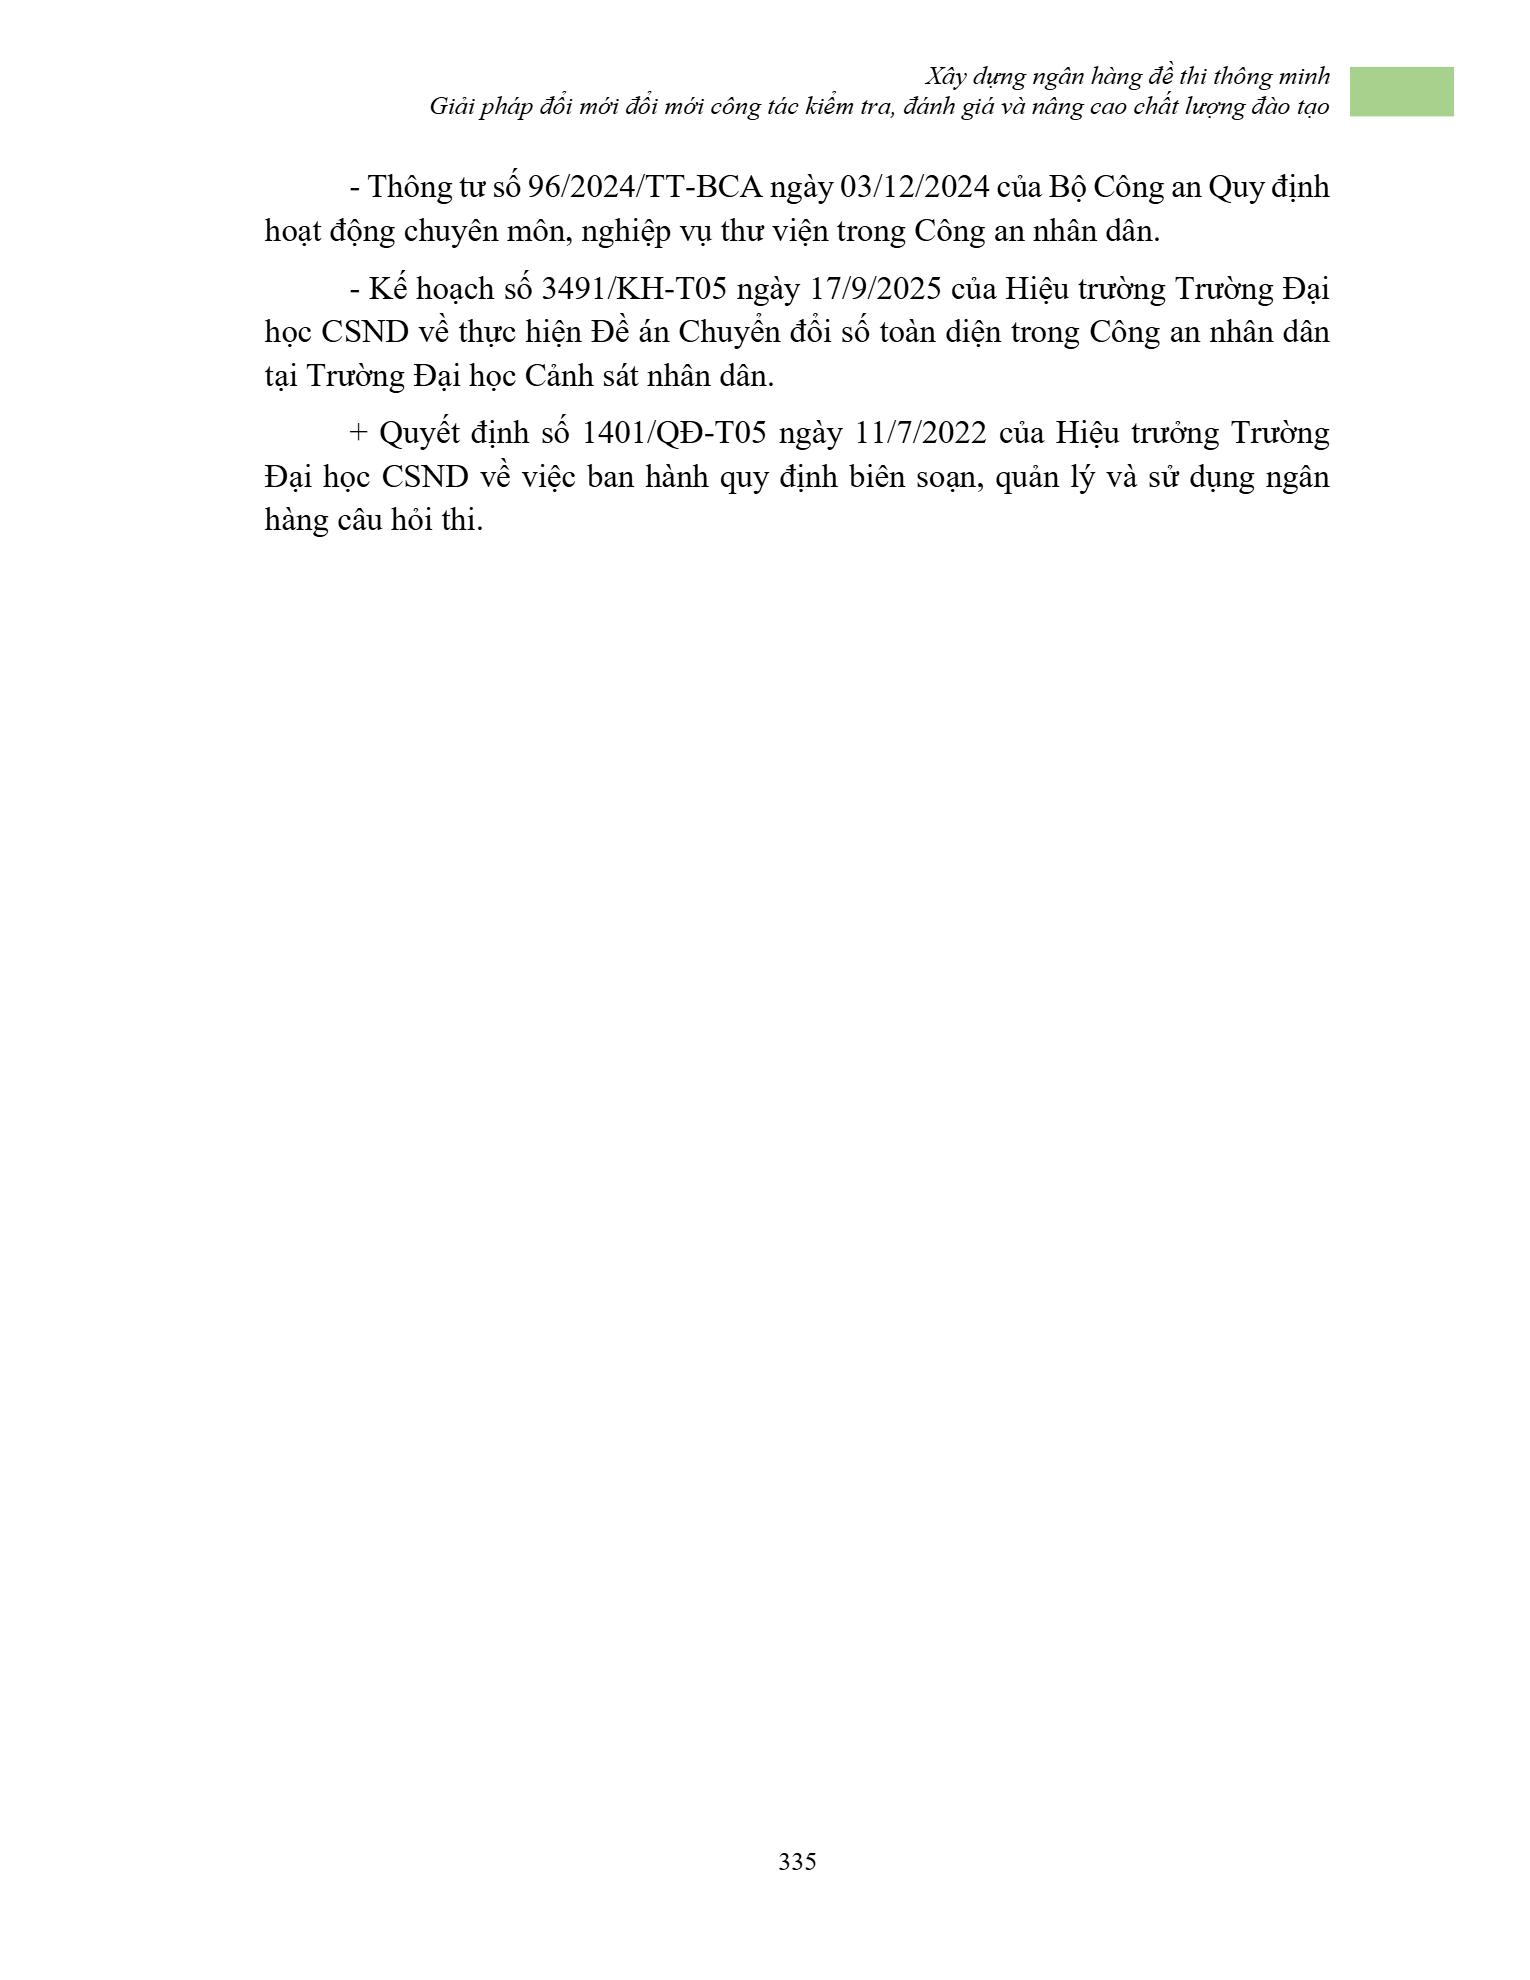 Xây dựng ngân hàng đề thi thông minh
Giải pháp đổi mới đổi mới công tác kiểm tra, đánh giá và nâng cao chất lượng đào tạo
- Thông tư số 96/2024/TT-BCA ngày 03/12/2024 của Bộ Công an Quy định
hoạt động chuyên môn, nghiệp vụ thư viện trong Công an nhân dân.
- Kế hoạch số 3491/KH-T05 ngày 17/9/2025 của Hiệu trường Trường Đại
học CSND về thực hiện Đề án Chuyển đổi số toàn diện trong Công an nhân dân
tại Trường Đại học Cảnh sát nhân dân.
+ Quyết định số 1401/QĐ-T05 ngày 11/7/2022 của Hiệu trưởng Trường
Đại học CSND về việc ban hành quy định biên soạn, quản lý và sử dụng ngân
hàng câu hỏi thi.
335